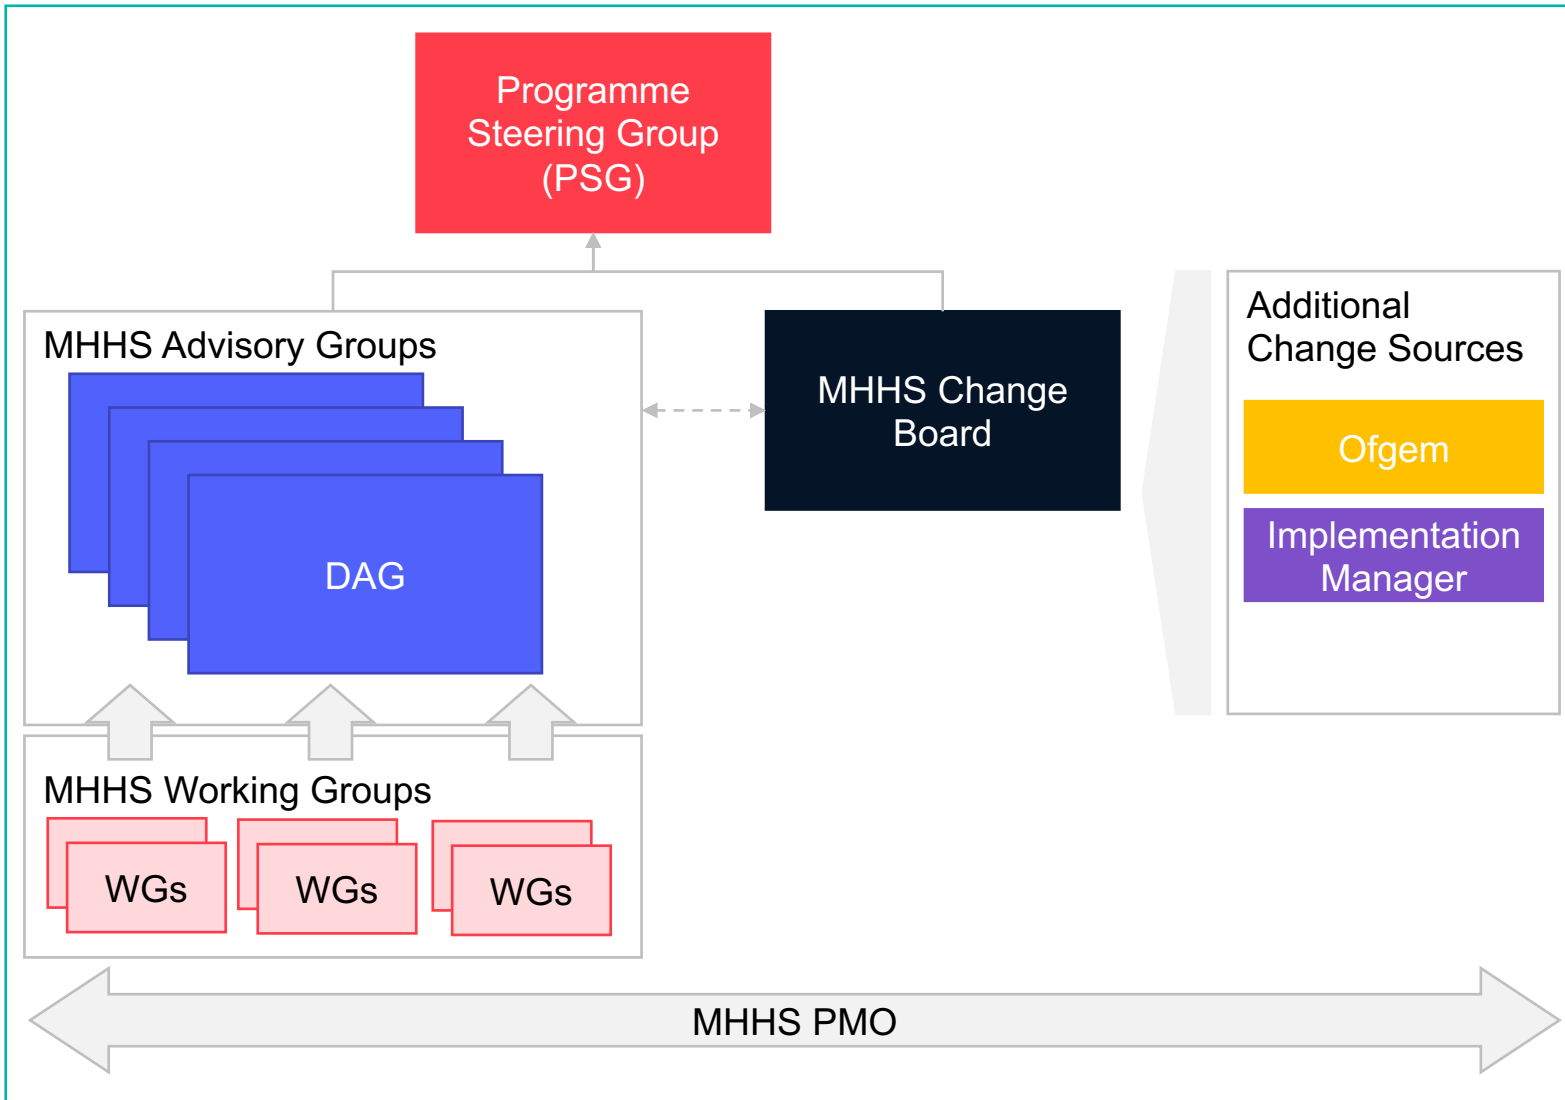 Programme
Steering Group
(PSG)
MHHS Advisory Groups
DAG
MHHS Change
Board
Additional
Change Sources
Ofgem
Implementation
Manager
MHHS Working Groups
WGs
WGs
WGs
MHHS PMO